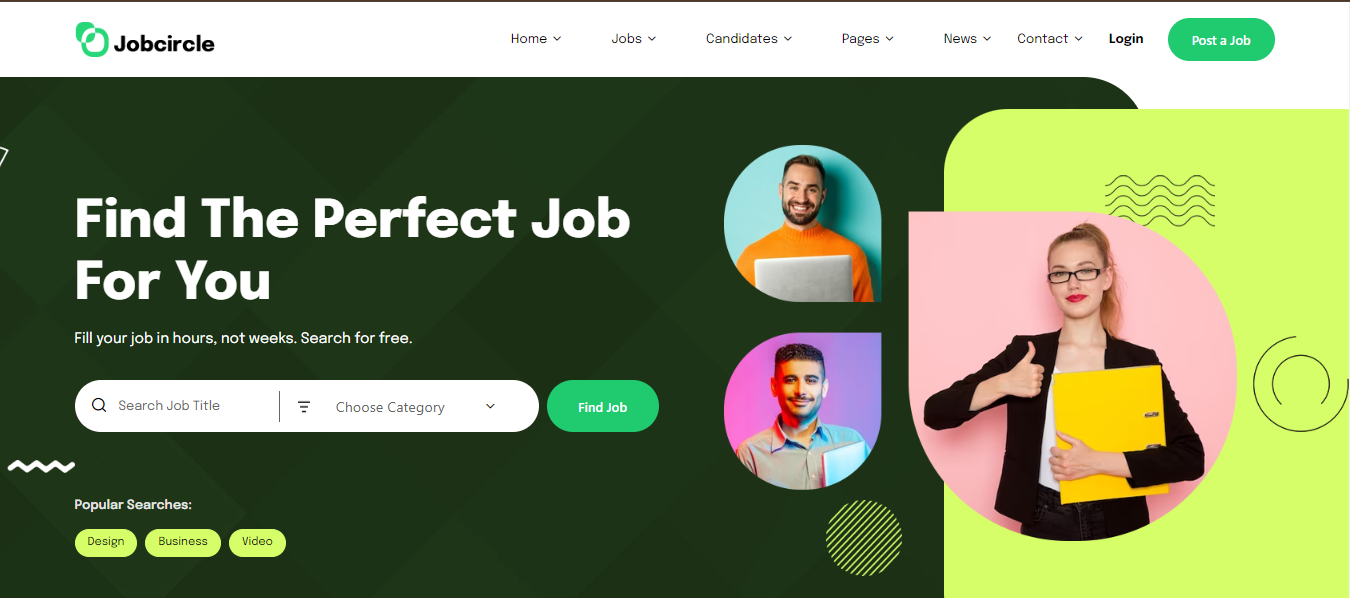 Jobcircle
Home
Jobs
Candidates
Pages
News
Contact
Login
Post a Job
Find The Perfect Job
For You
Fill your job in hours, not weeks. Search for free.
Search Job Title
Choose Category
Find Job
Popular Searches:
Design
Business
Video